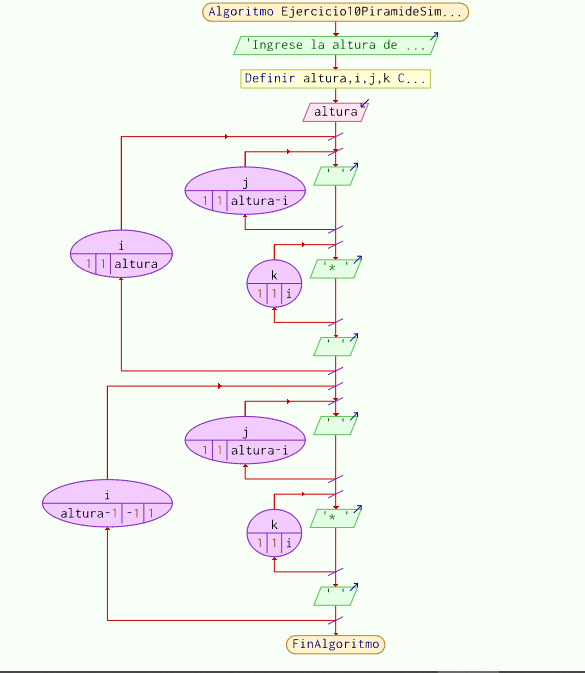 Algoritmo Ejercicio10PiramideSim...
'Ingrese la altura de ...
Definir altura,i,j,k C...
altura
' '
j
1 1 altura-i
i
1 1 altura
'* '
k
1 1 i
' '
' '
j
1 1 altura-i
i
altura-1 -1 1
'* '
k
1 1 i
' '
FinAlgoritmo